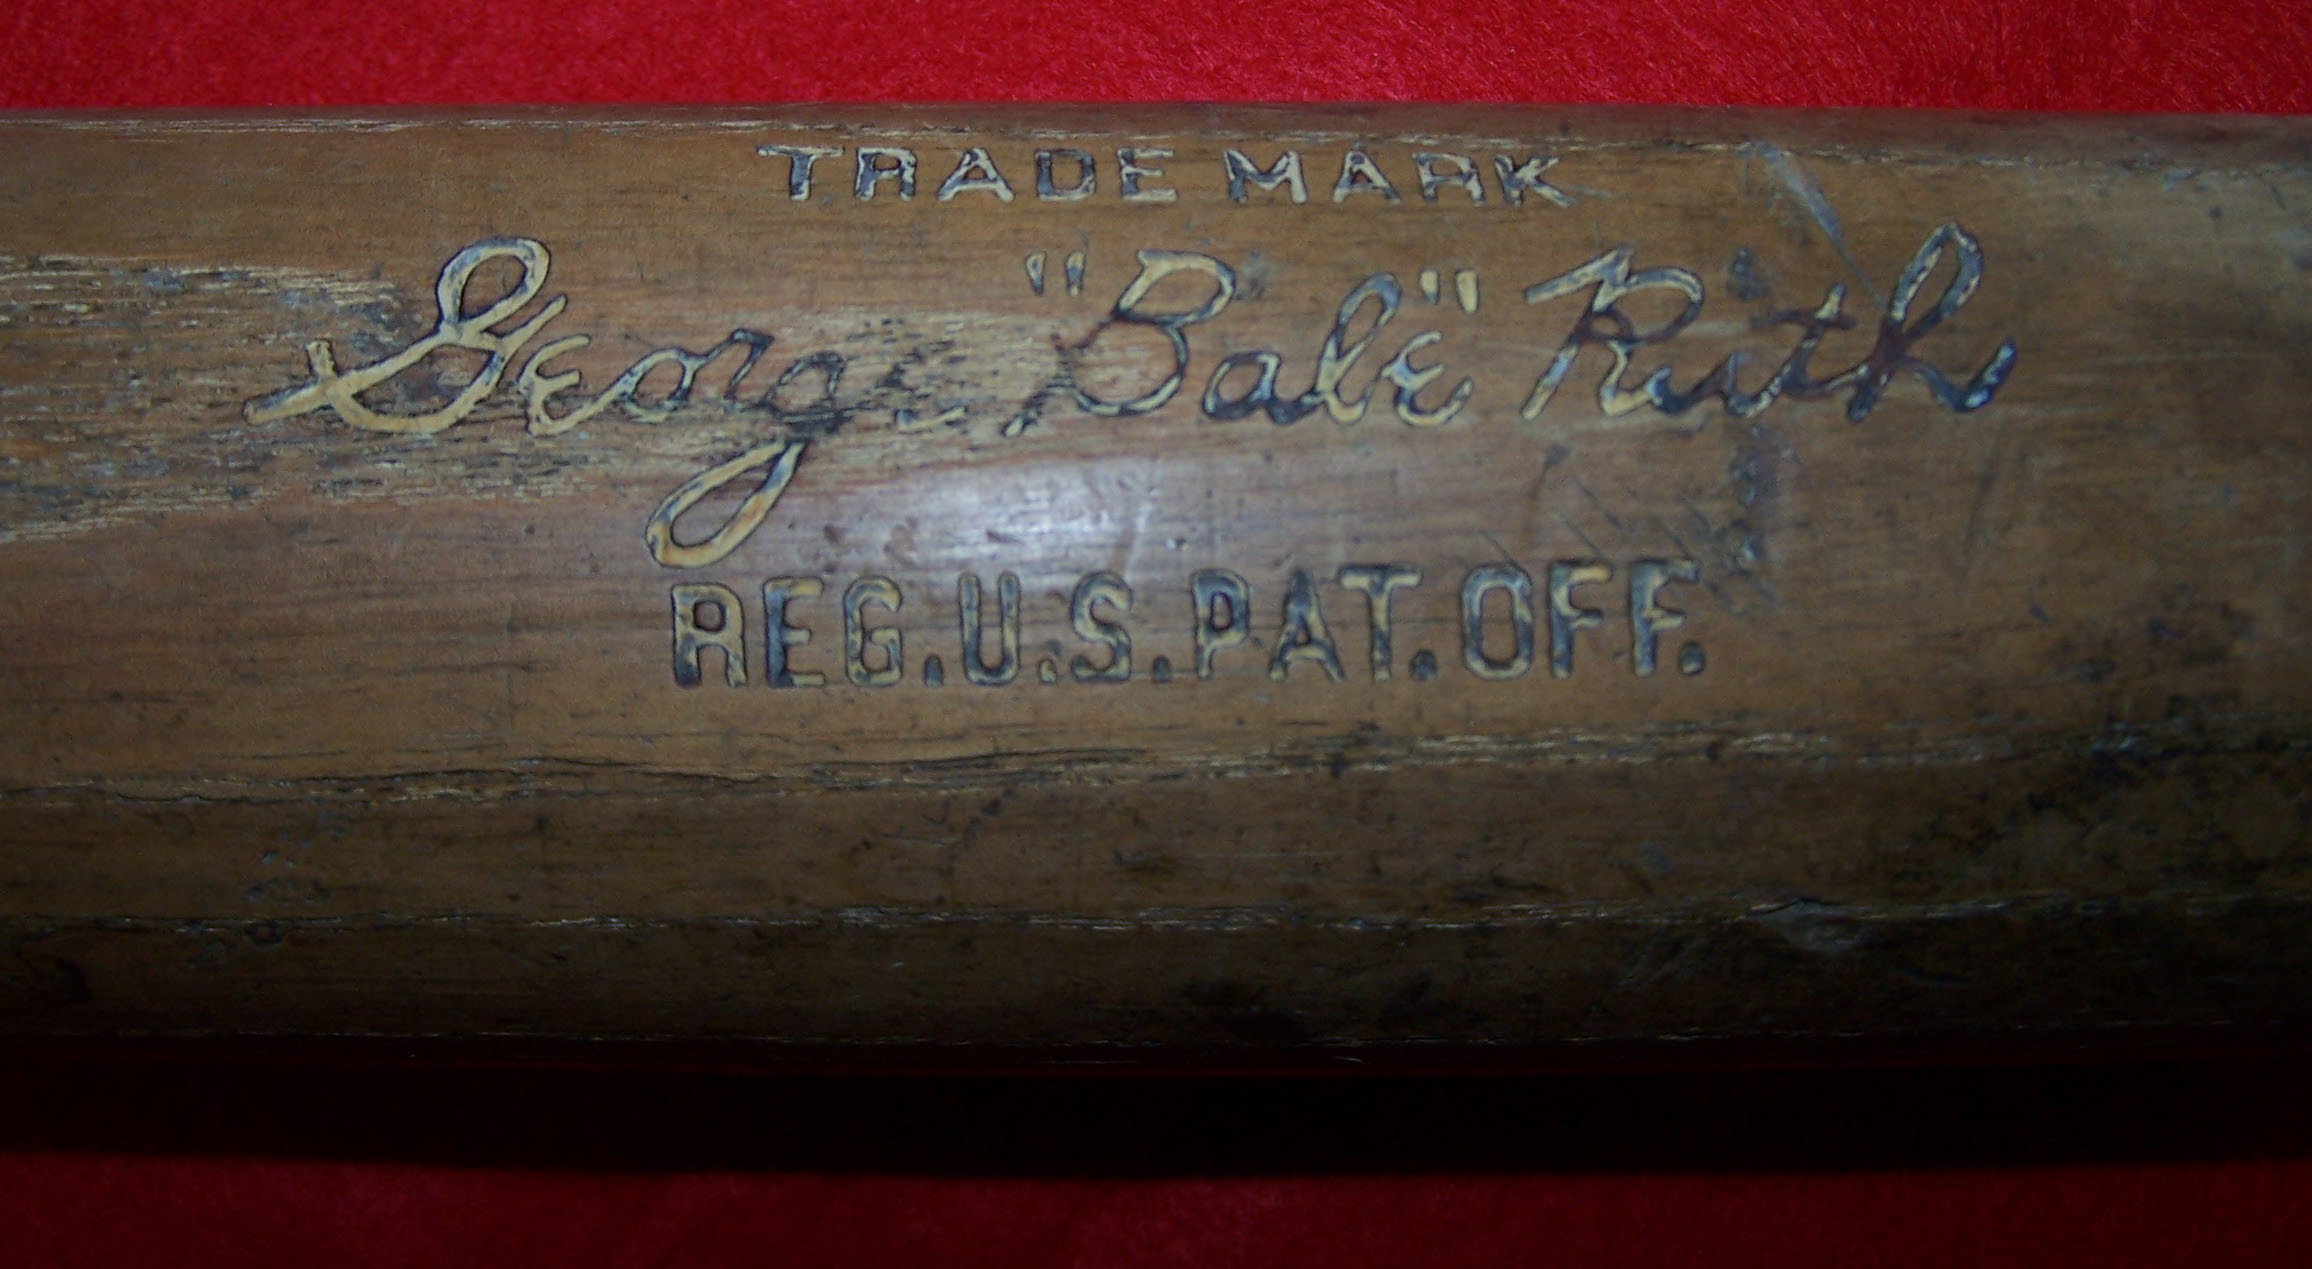 TRADE MARK
George "Babe" Ruth
REG.U.S.PAT.OFF.